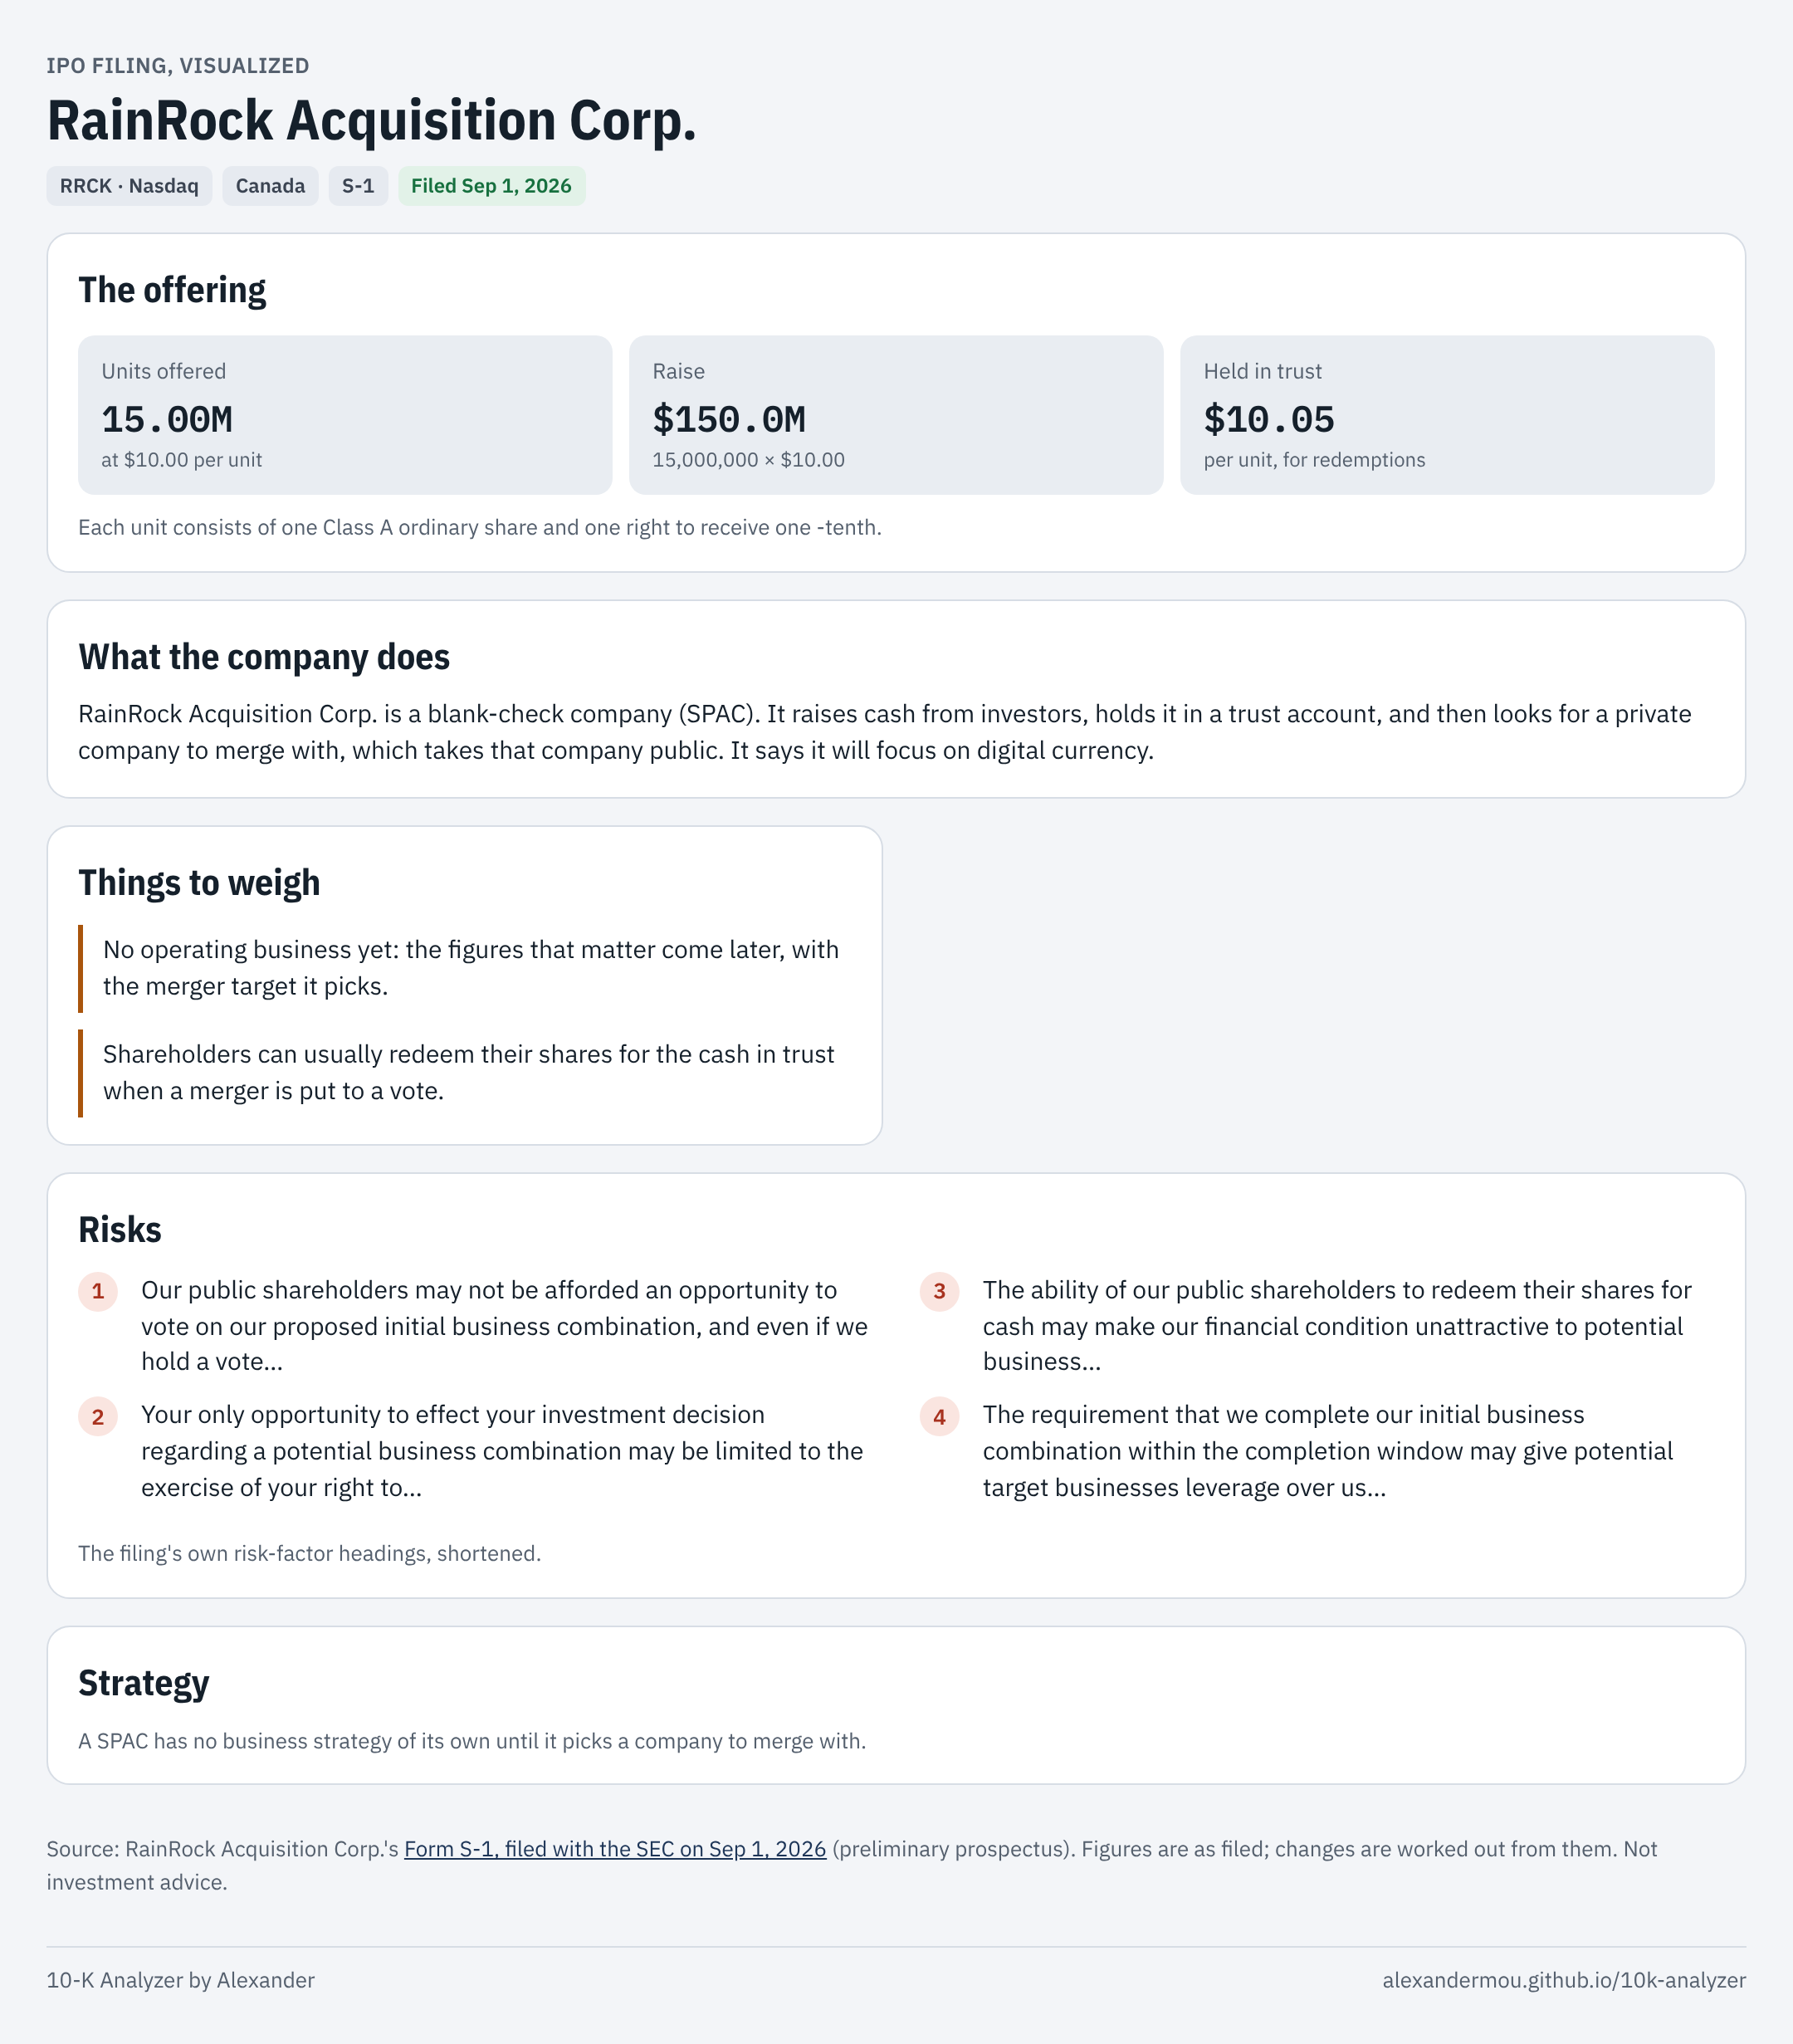 IPO FILING, VISUALIZED
RainRock Acquisition Corp.
RRCK · Nasdaq
Canada
S-1
Filed Sep 1, 2026
The offering
Units offered
15.00M
at $10.00 per unit
Raise
$150.0M
15,000,000 × $10.00
Held in trust
$10.05
per unit, for redemptions
Each unit consists of one Class A ordinary share and one right to receive one -tenth.
What the company does
RainRock Acquisition Corp. is a blank-check company (SPAC). It raises cash from investors, holds it in a trust account, and then looks for a private
company to merge with, which takes that company public. It says it will focus on digital currency.
Things to weigh
No operating business yet: the figures that matter come later, with
the merger target it picks.
Shareholders can usually redeem their shares for the cash in trust
when a merger is put to a vote.
Risks
1
Our public shareholders may not be afforded an opportunity to
vote on our proposed initial business combination, and even if we
hold a vote...
2
Your only opportunity to effect your investment decision
regarding a potential business combination may be limited to the
exercise of your right to...
3
The ability of our public shareholders to redeem their shares for
cash may make our financial condition unattractive to potential
business...
4
The requirement that we complete our initial business
combination within the completion window may give potential
target businesses leverage over us...
The filing's own risk-factor headings, shortened.
Strategy
A SPAC has no business strategy of its own until it picks a company to merge with.
Source: RainRock Acquisition Corp.'s Form S-1, filed with the SEC on Sep 1, 2026 (preliminary prospectus). Figures are as filed; changes are worked out from them. Not
investment advice.
10-K Analyzer by Alexander
alexandermou.github.io/10k-analyzer